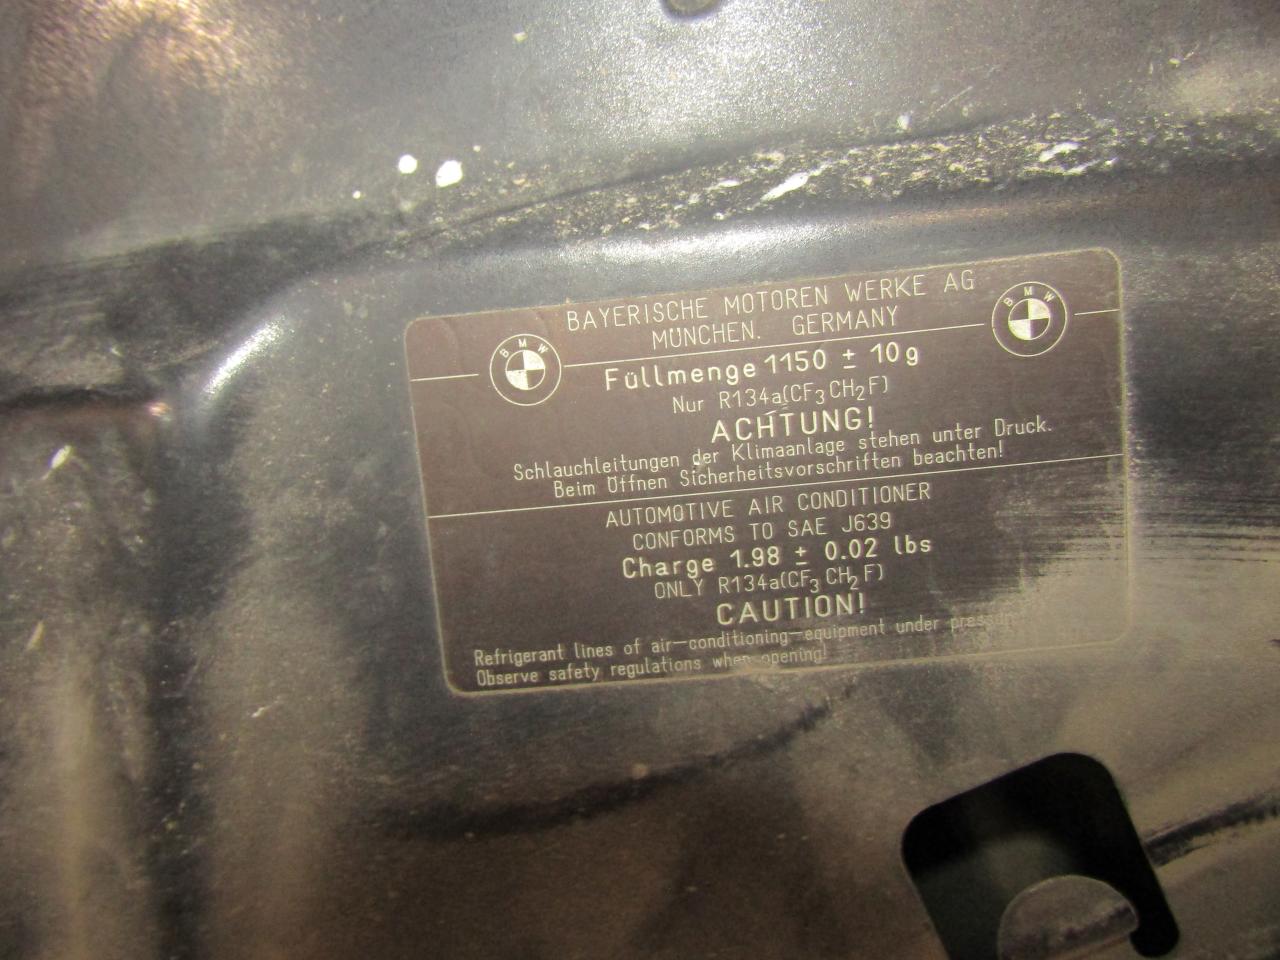 BAYERISCHE MOTOREN WERKE AG
MÜNCHEN. GERMANY
BMW
BMW
Füllmenge 1150 ± 10g
Nur R134a(CF3CH2F)
ACHTUNG!
Schlauchleitungen der Klimaanlage stehen unter Druck.
Beim Öffnen Sicherheitsvorschriften beachten!
AUTOMOTIVE AIR CONDITIONER
CONFORMS TO SAE J639
Charge 1.98 ± 0.02 lbs
ONLY R134a(CF3CH2F)
CAUTION!
Refrigerant lines of air-conditioning-equipment under pressure
Observe safety regulations when opening!